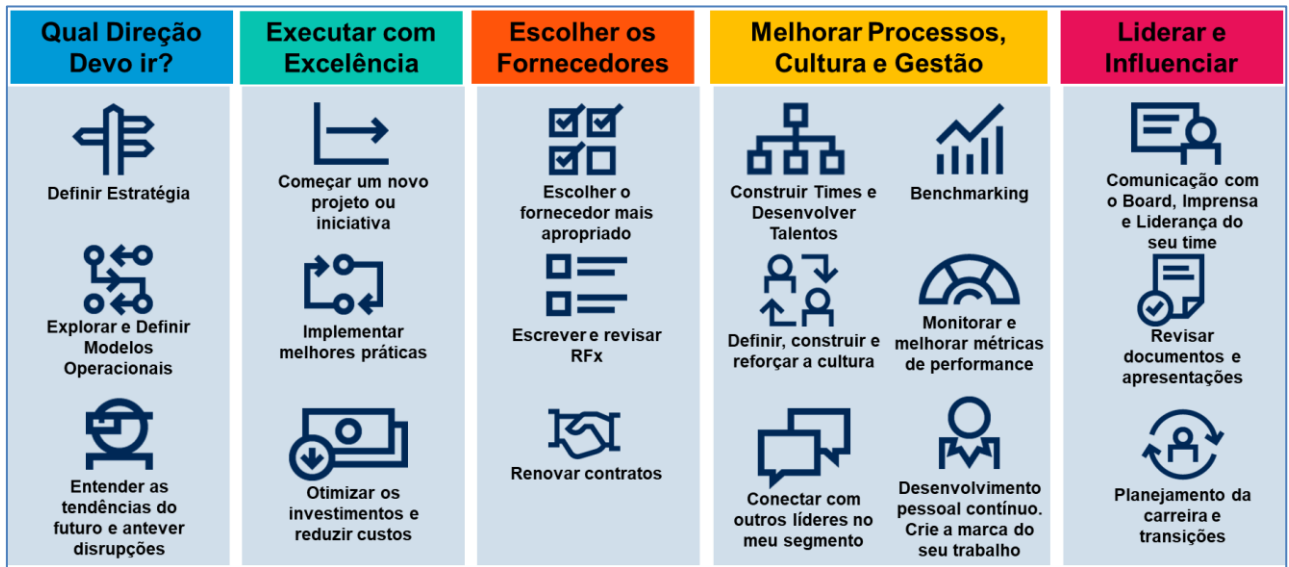 Qual Direção
Devo ir?
Definir Estratégia
Explorar e Definir
Modelos
Operacionais
Entender as
tendências do
futuro e antever
disrupções
Executar com
Excelência
Começar um novo
projeto ou
iniciativa
Implementar
melhores práticas
Otimizar os
investimentos e
reduzir custos
Escolher os
Fornecedores
Escolher o
fornecedor mais
apropriado
Escrever e revisar
RFx
Renovar contratos
Melhorar Processos,
Cultura e Gestão
Construir Times e
Desenvolver
Talentos
Benchmarking
Definir, construir e
reforçar a cultura
Monitorar e
melhorar métricas
de performance
Conectar com
outros líderes no
meu segmento
Desenvolvimento
pessoal contínuo.
Crie a marca do
seu trabalho
Liderar e
Influenciar
Comunicação com
o Board, Imprensa
e Liderança do
seu time
Revisar
documentos e
apresentações
Planejamento da
carreira e
transições